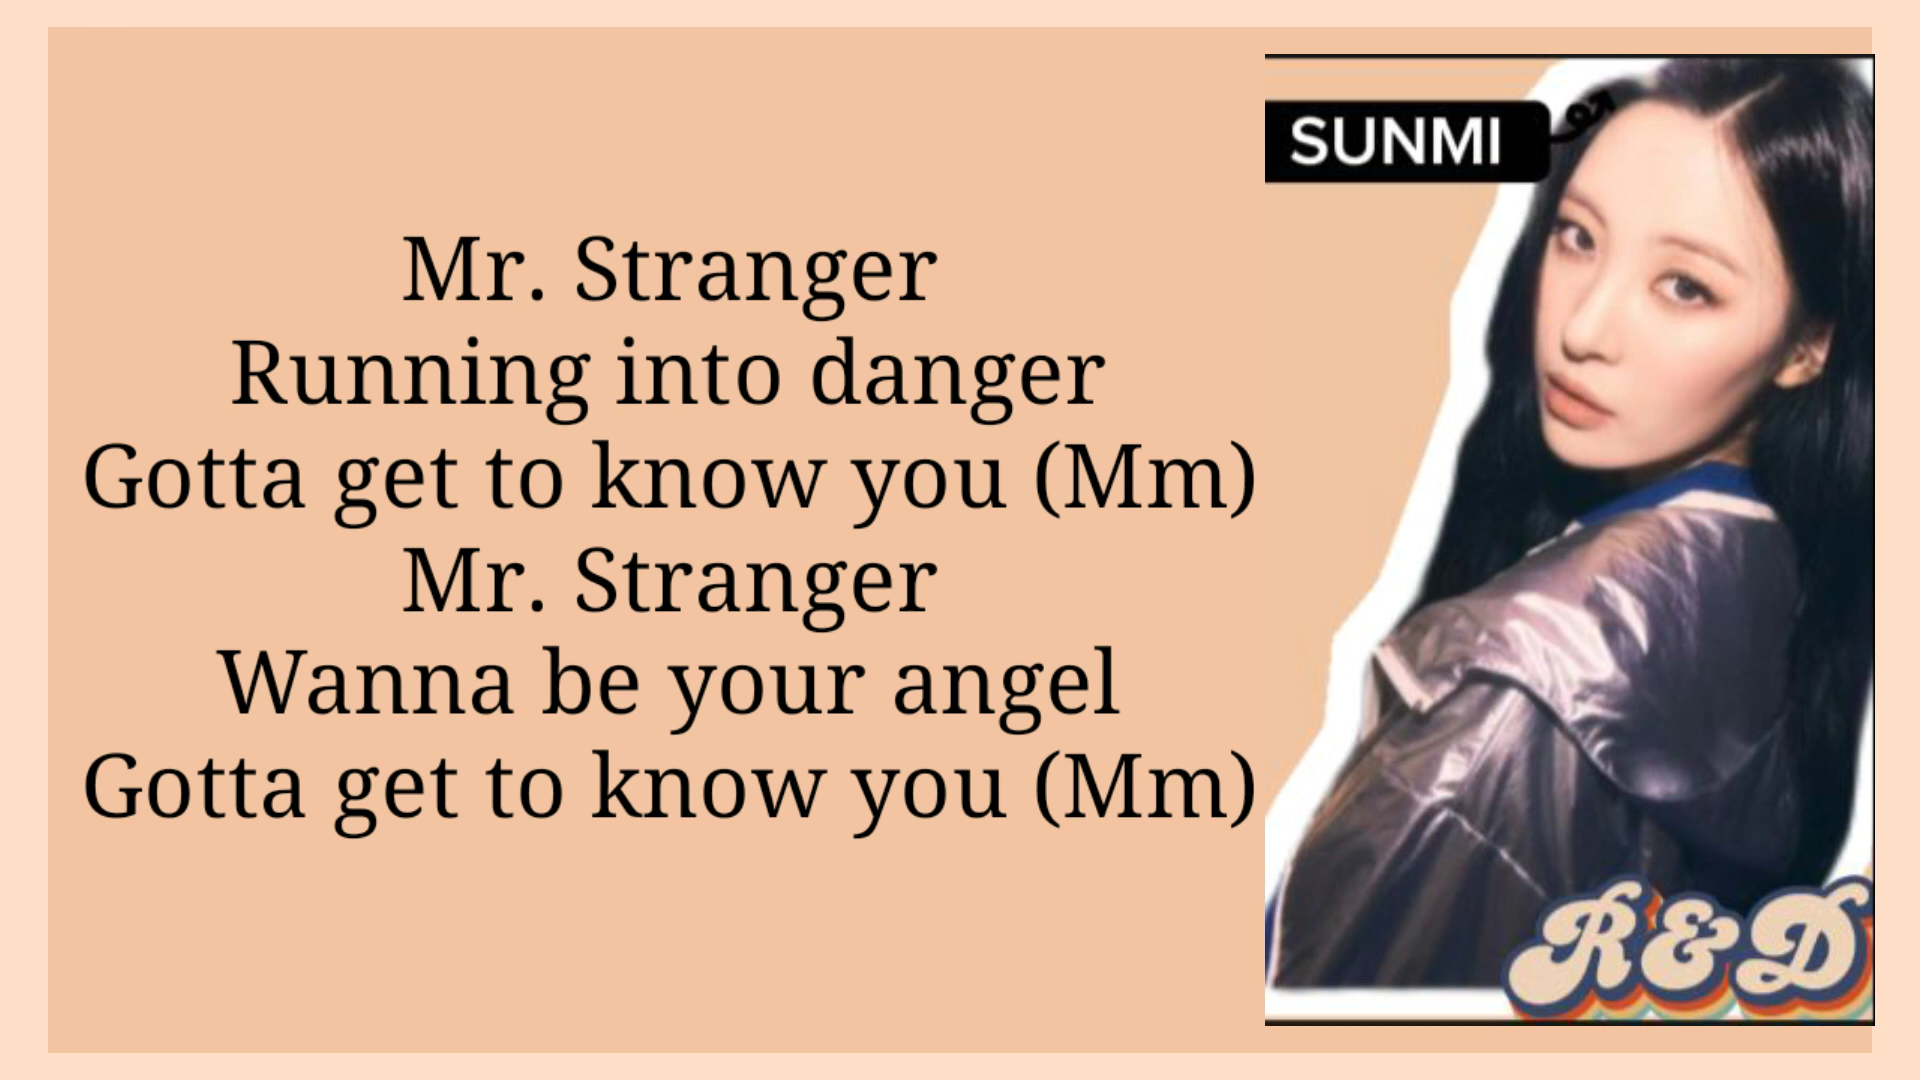 Mr. Stranger
Running into danger
Gotta get to know you (Mm)
Mr. Stranger
Wanna be your angel
Gotta get to know you (Mm)
SUNMI
R&D